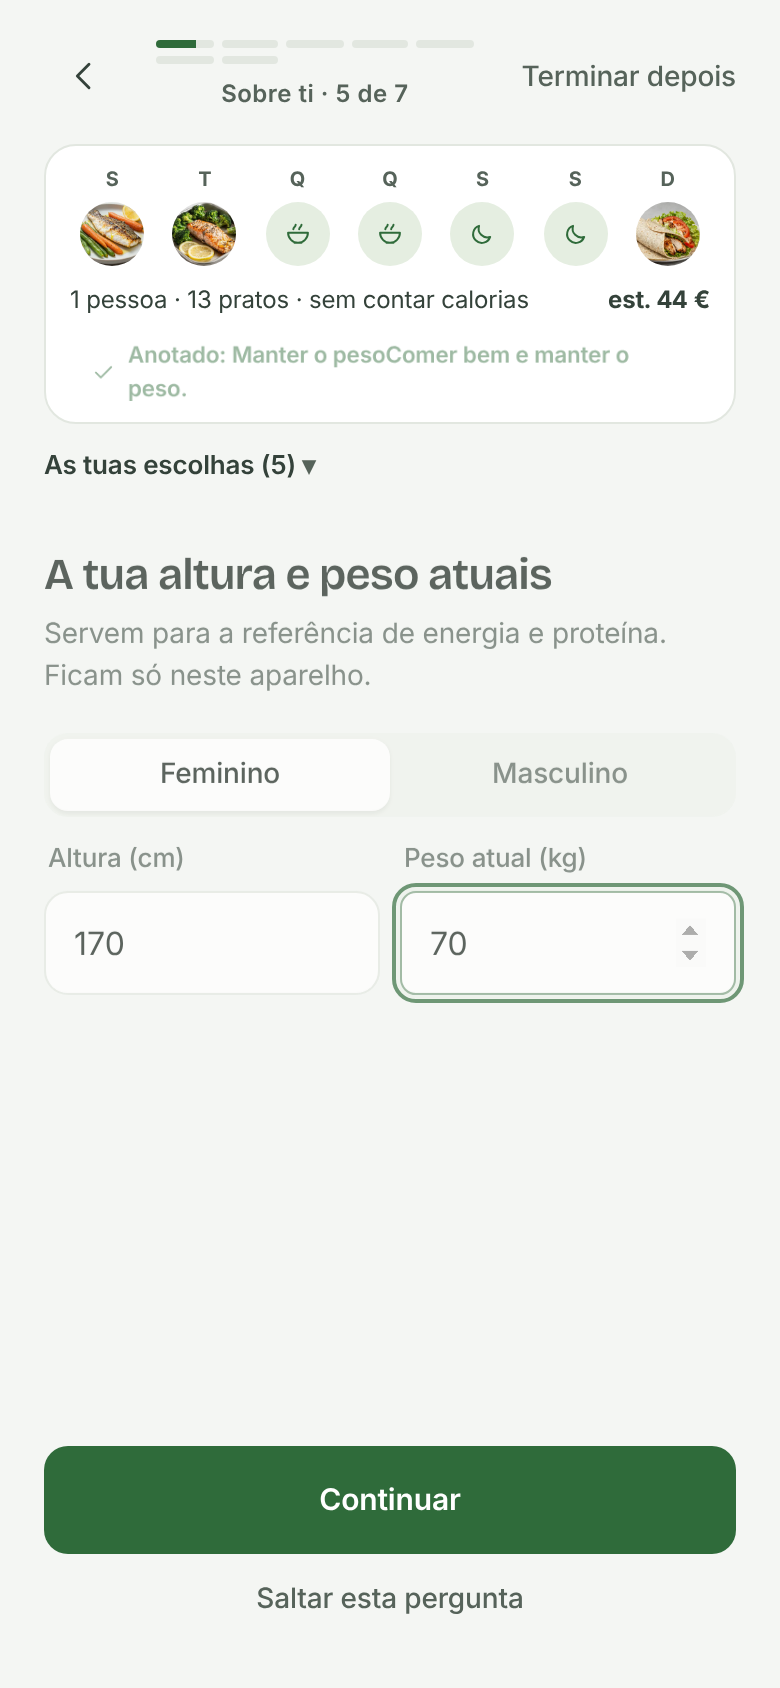 Sobre ti · 5 de 7
Terminar depois
S T Q Q S S D
1 pessoa · 13 pratos · sem contar calorias est. 44 €
Anotado: Manter o pesoComer bem e manter o
peso.
As tuas escolhas (5) ▾
A tua altura e peso atuais
Servem para a referência de energia e proteína.
Ficam só neste aparelho.
Feminino Masculino
Altura (cm) Peso atual (kg)
170 70
Continuar
Saltar esta pergunta